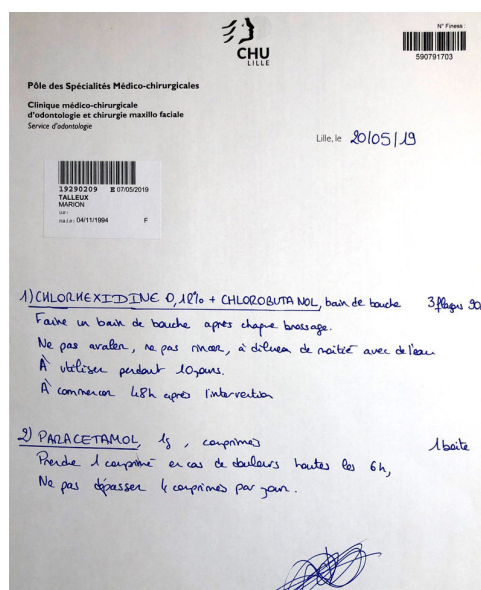 CHU
LILLE
N° Finess :
590791703
Pôle des Spécialités Médico-chirurgicales
Clinique médico-chirurgicale
d'odontologie et chirurgie maxillo faciale
Service d'odontologie
Lille, le 20/05/19
19290209 E 07/05/2019
TALLEUX
MARION
nais: 04/11/1994 F
1) CHLORHEXIDINE 0,12% + CHLOROBUTANOL, bain de bouche 3 flacons 90
Faire un bain de bouche après chaque brossage.
Ne pas avaler, ne pas rincer, à diluer de moitié avec de l'eau
À utiliser pendant 10 jours.
À commencer 48h après l'intervention
2) PARACETAMOL, 1g, comprimés 1 boite
Prendre 1 comprimé en cas de douleurs toutes les 6h,
Ne pas dépasser 4 comprimés par jour.